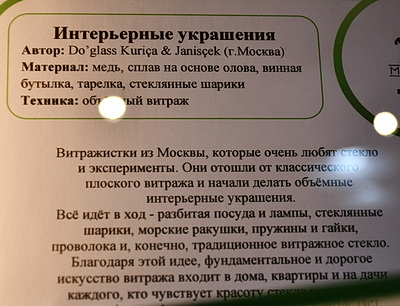 Интерьерные украшения
Автор: Do'glass Kuriça & Janisçek (г.Москва)
Материал: медь, сплав на основе олова, винная
бутылка, тарелка, стеклянные шарики
Техника: объёмный витраж
Витражистки из Москвы, которые очень любят стекло
и эксперименты. Они отошли от классического
плоского витража и начали делать объёмные
интерьерные украшения.
Всё идёт в ход - разбитая посуда и лампы, стеклянные
шарики, морские ракушки, пружины и гайки,
проволока и, конечно, традиционное витражное стекло.
Благодаря этой идее, фундаментальное и дорогое
искусство витража входит в дома, квартиры и на дачи
каждого, кто чувствует красоту